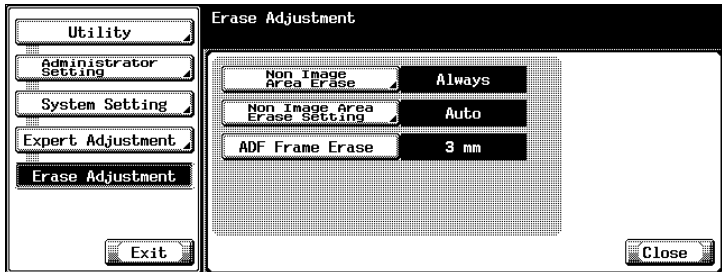 Utility
Administrator
Setting
System Setting
Expert Adjustment
Erase Adjustment
Exit
Erase Adjustment
Non Image
Area Erase
Always
Non Image Area
Erase Setting
Auto
ADF Frame Erase
3 mm
Close